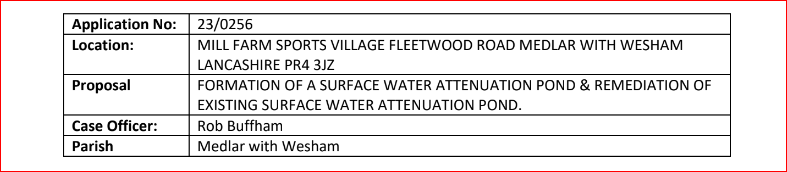 Application No: 23/0256
Location: MILL FARM SPORTS VILLAGE FLEETWOOD ROAD MEDLAR WITH WESHAM
LANCASHIRE PR4 3JZ
Proposal FORMATION OF A SURFACE WATER ATTENUATION POND & REMEDIATION OF
EXISTING SURFACE WATER ATTENUATION POND.
Case Officer: Rob Buffham
Parish Medlar with Wesham